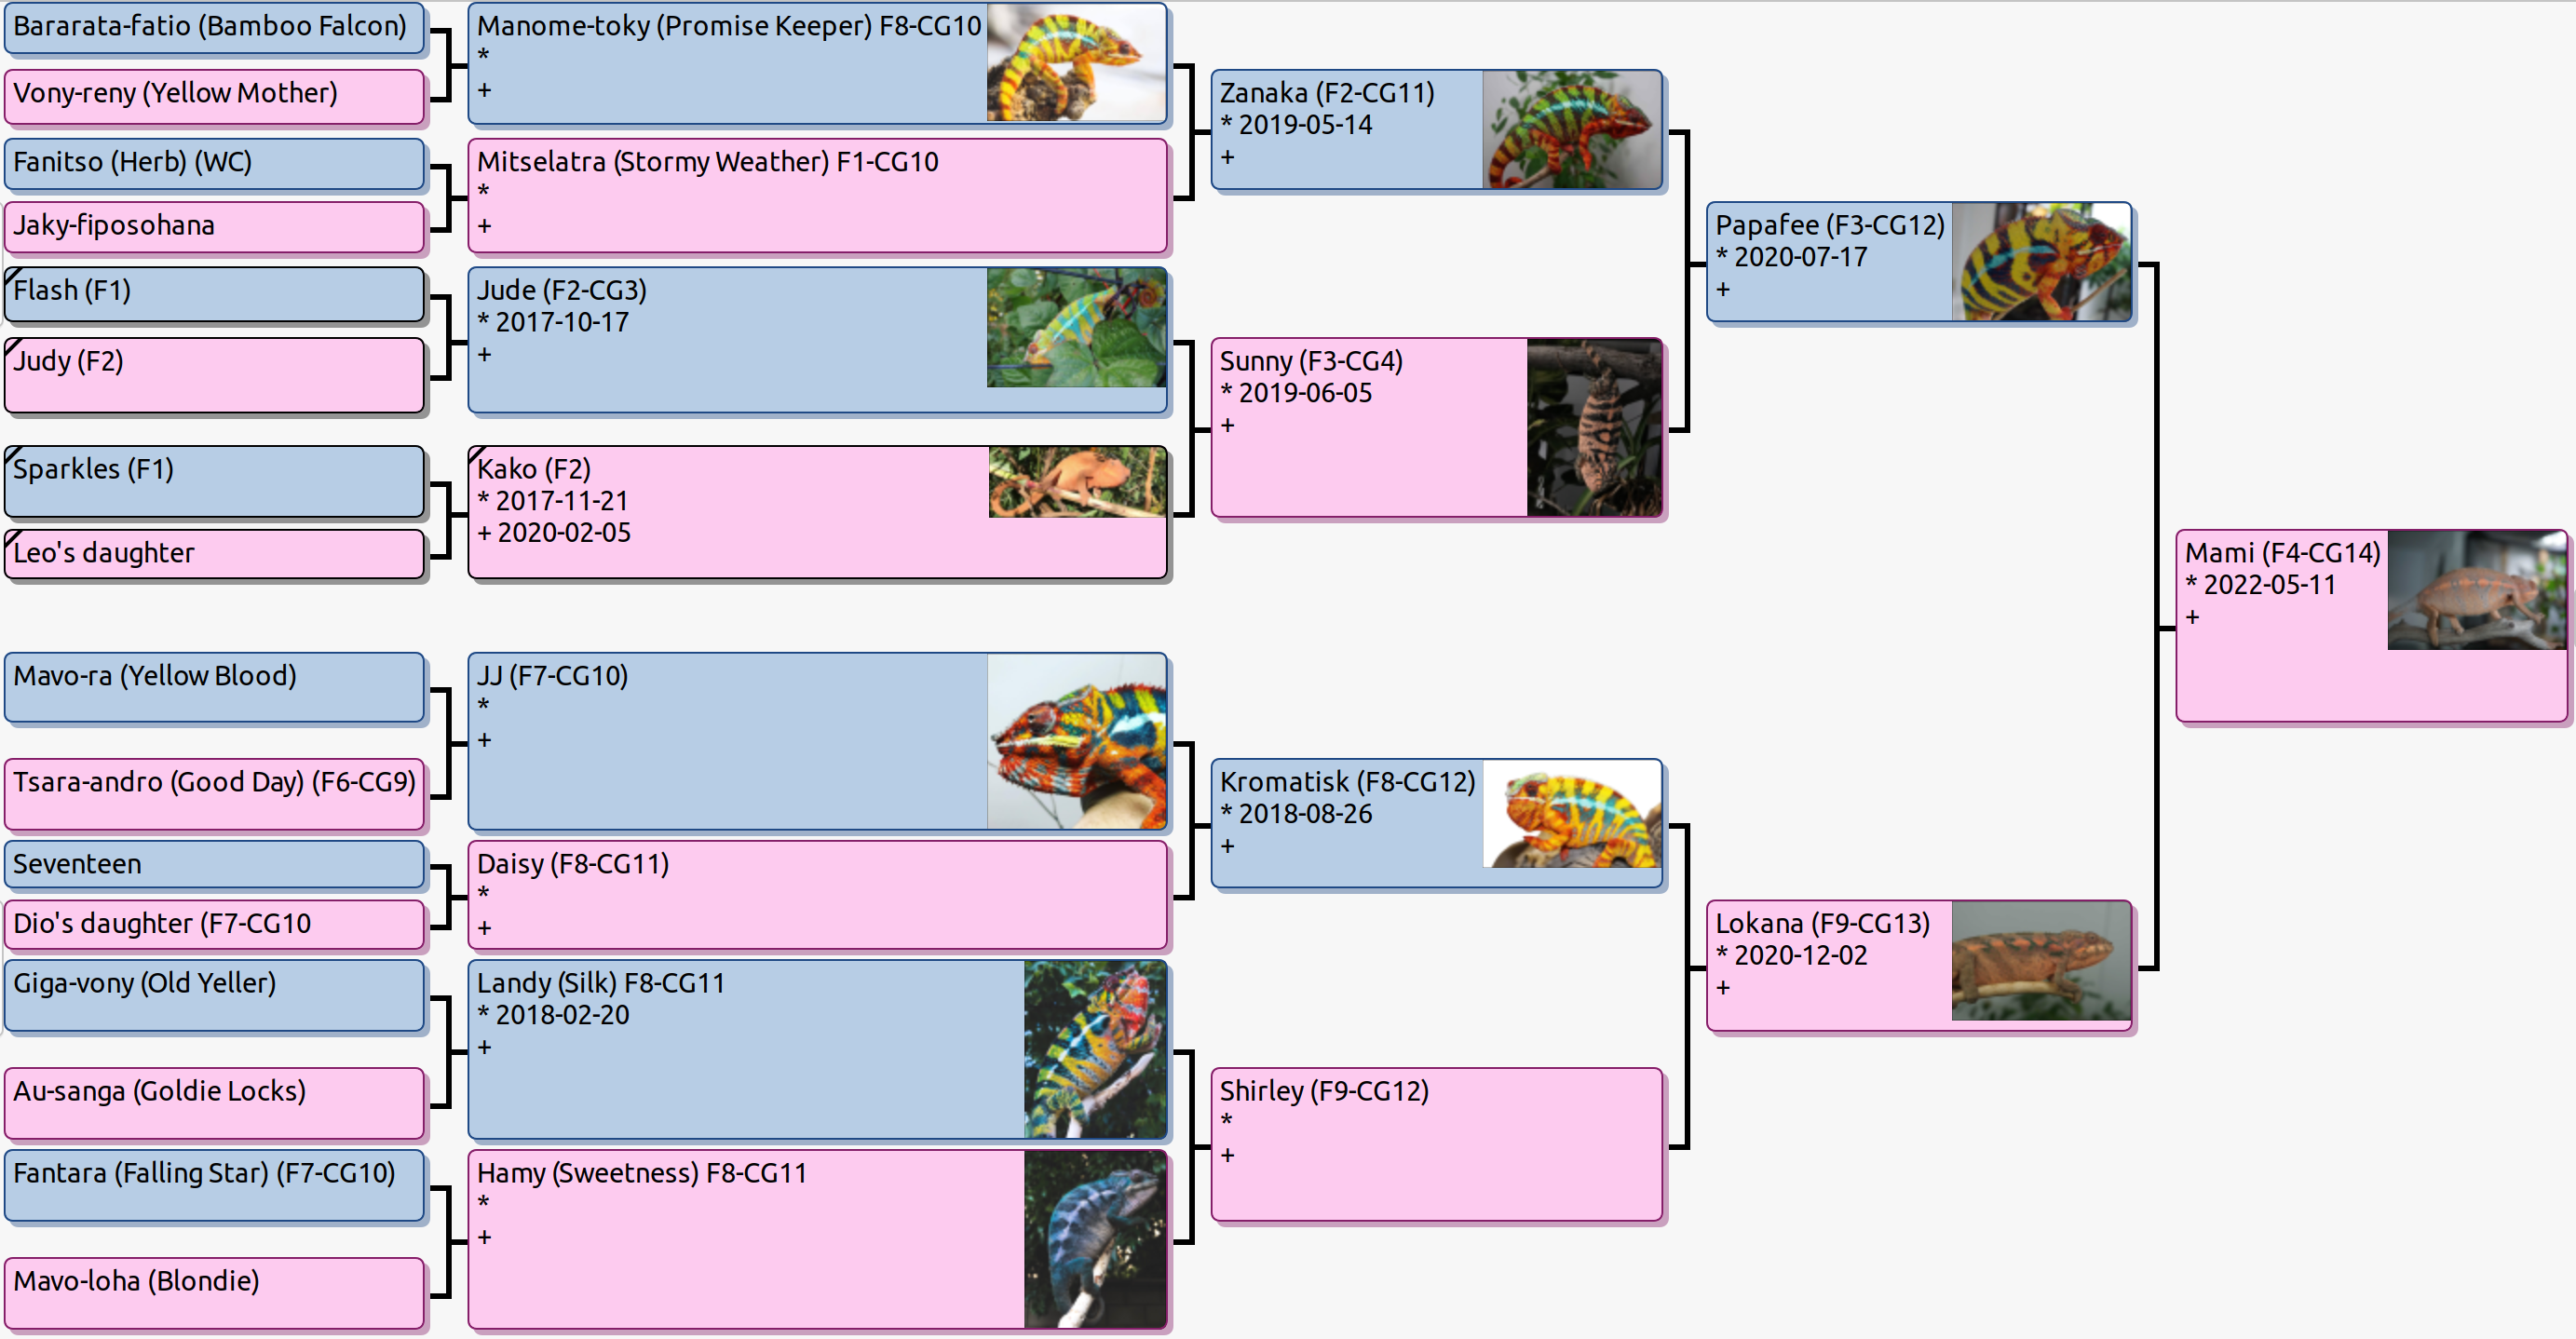 Bararata-fatio (Bamboo Falcon)
Vony-reny (Yellow Mother)
Fanitso (Herb) (WC)
Jaky-fiposohana
Flash (F1)
Judy (F2)
Sparkles (F1)
Leo's daughter
Mavo-ra (Yellow Blood)
Tsara-andro (Good Day) (F6-CG9)
Seventeen
Dio's daughter (F7-CG10
Giga-vony (Old Yeller)
Au-sanga (Goldie Locks)
Fantara (Falling Star) (F7-CG10)
Mavo-loha (Blondie)
Manome-toky (Promise Keeper) F8-CG10
*
+
Mitselatra (Stormy Weather) F1-CG10
*
+
Jude (F2-CG3)
* 2017-10-17
+
Kako (F2)
* 2017-11-21
+ 2020-02-05
JJ (F7-CG10)
*
+
Daisy (F8-CG11)
*
+
Landy (Silk) F8-CG11
* 2018-02-20
+
Hamy (Sweetness) F8-CG11
*
+
Zanaka (F2-CG11)
* 2019-05-14
+
Sunny (F3-CG4)
* 2019-06-05
+
Kromatisk (F8-CG12)
* 2018-08-26
+
Shirley (F9-CG12)
*
+
Papafee (F3-CG12)
* 2020-07-17
+
Lokana (F9-CG13)
* 2020-12-02
+
Mami (F4-CG14)
* 2022-05-11
+